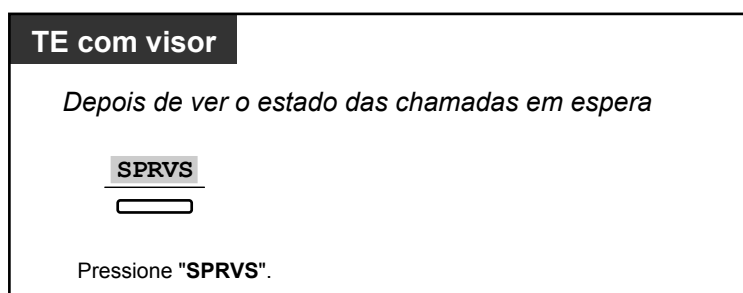 TE com visor
Depois de ver o estado das chamadas em espera
SPRVS
Pressione "SPRVS".